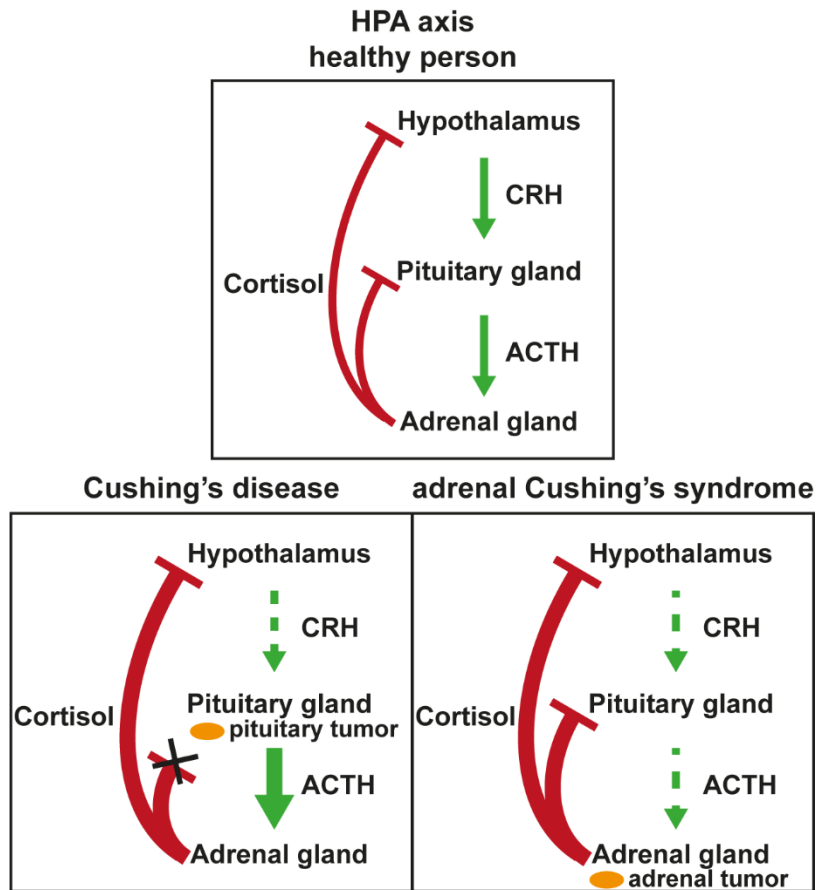 HPA axis
healthy person
Hypothalamus
CRH
Cortisol
Pituitary gland
ACTH
Adrenal gland
Cushing’s disease
Hypothalamus
CRH
Pituitary gland
Cortisol
pituitary tumor
ACTH
Adrenal gland
adrenal Cushing’s syndrome
Hypothalamus
CRH
Pituitary gland
Cortisol
ACTH
Adrenal gland
adrenal tumor